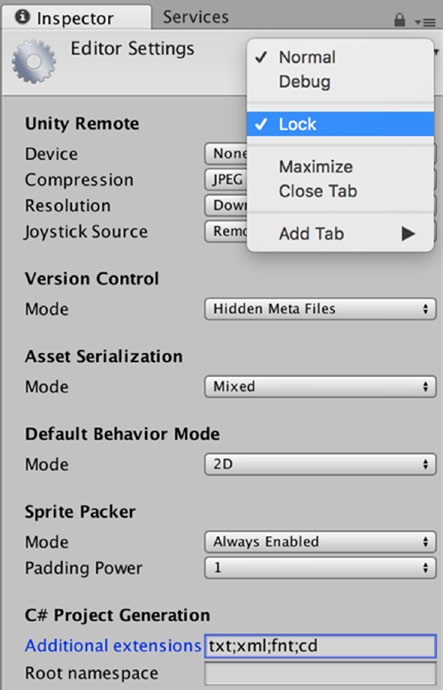 Inspector
Services
Editor Settings
Normal
Debug
Lock
Maximize
Close Tab
Add Tab
Unity Remote
Device None
Compression JPEG
Resolution Down
Joystick Source Remo
Version Control
Mode Hidden Meta Files
Asset Serialization
Mode Mixed
Default Behavior Mode
Mode 2D
Sprite Packer
Mode Always Enabled
Padding Power 1
C# Project Generation
Additional extensions txt;xml;fnt;cd
Root namespace